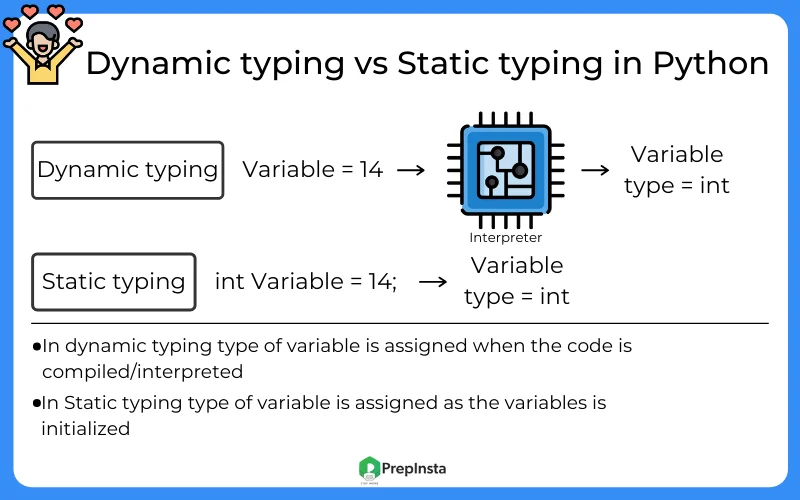 Dynamic typing vs Static typing in Python
Dynamic typing
Variable = 14
Interpreter
Variable
type = int
Static typing
int Variable = 14;
Variable
type = int
In dynamic typing type of variable is assigned when the code is
compiled/interpreted
In Static typing type of variable is assigned as the variables is
initialized
PrepInsta